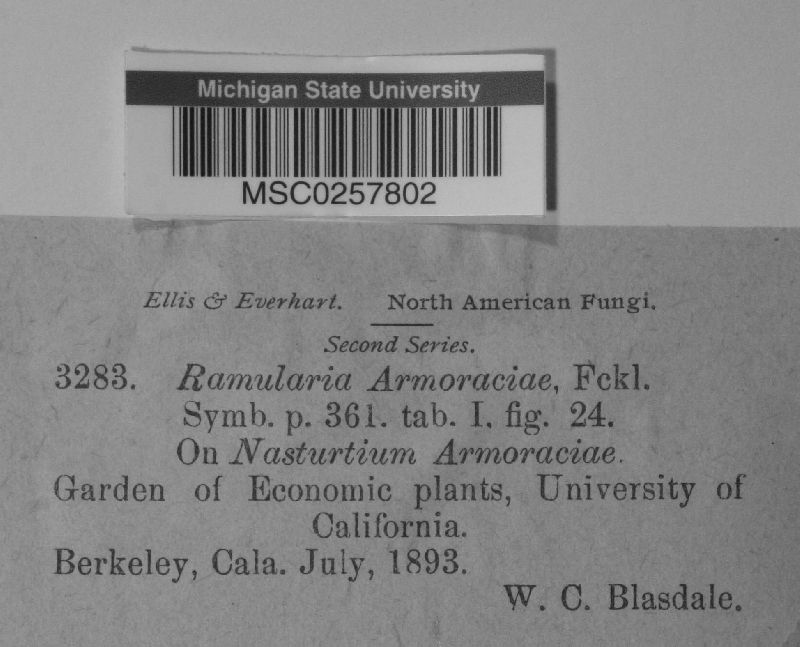 Michigan State University
MSC0257802
Ellis & Everhart. North American Fungi.
Second Series.
3283. Ramularia Armoraciae, Fckl.
Symb. p. 361. tab. I. fig. 24.
On Nasturtium Armoraciae.
Garden of Economic plants, University of
California.
Berkeley, Cala. July, 1893.
W. C. Blasdale.